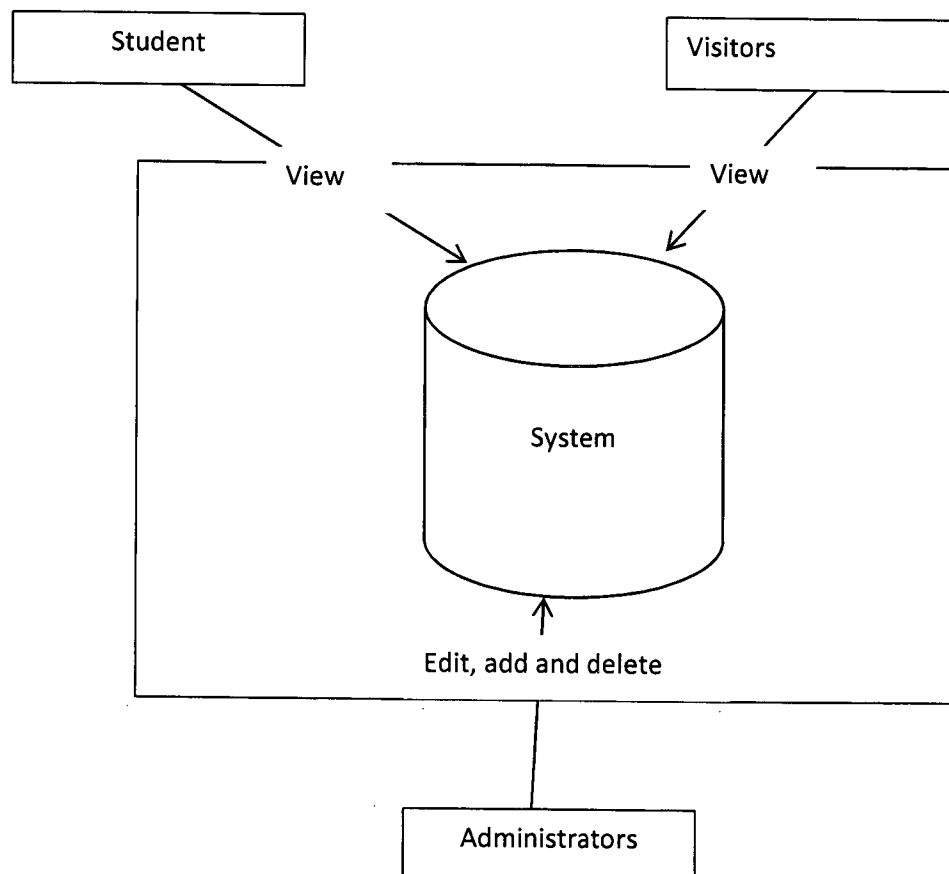 Student
Visitors
View
View
System
Edit, add and delete
Administrators